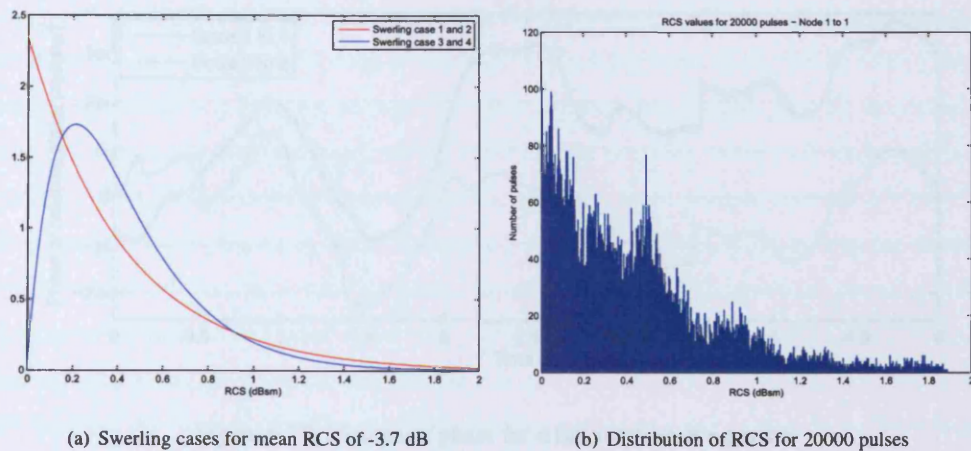 Swerling case 1 and 2
Swerling case 3 and 4
2.5
2
1.5
1
0.5
0
0 0.2 0.4 0.6 0.8 1 1.2 1.4 1.6 1.8 2
RCS (dBsm)
(a) Swerling cases for mean RCS of -3.7 dB
RCS values for 20000 pulses – Node 1 to 1
120
100
80
60
40
20
0
Number of pulses
0 0.2 0.4 0.6 0.8 1 1.2 1.4 1.6 1.8 2
RCS (dBsm)
(b) Distribution of RCS for 20000 pulses